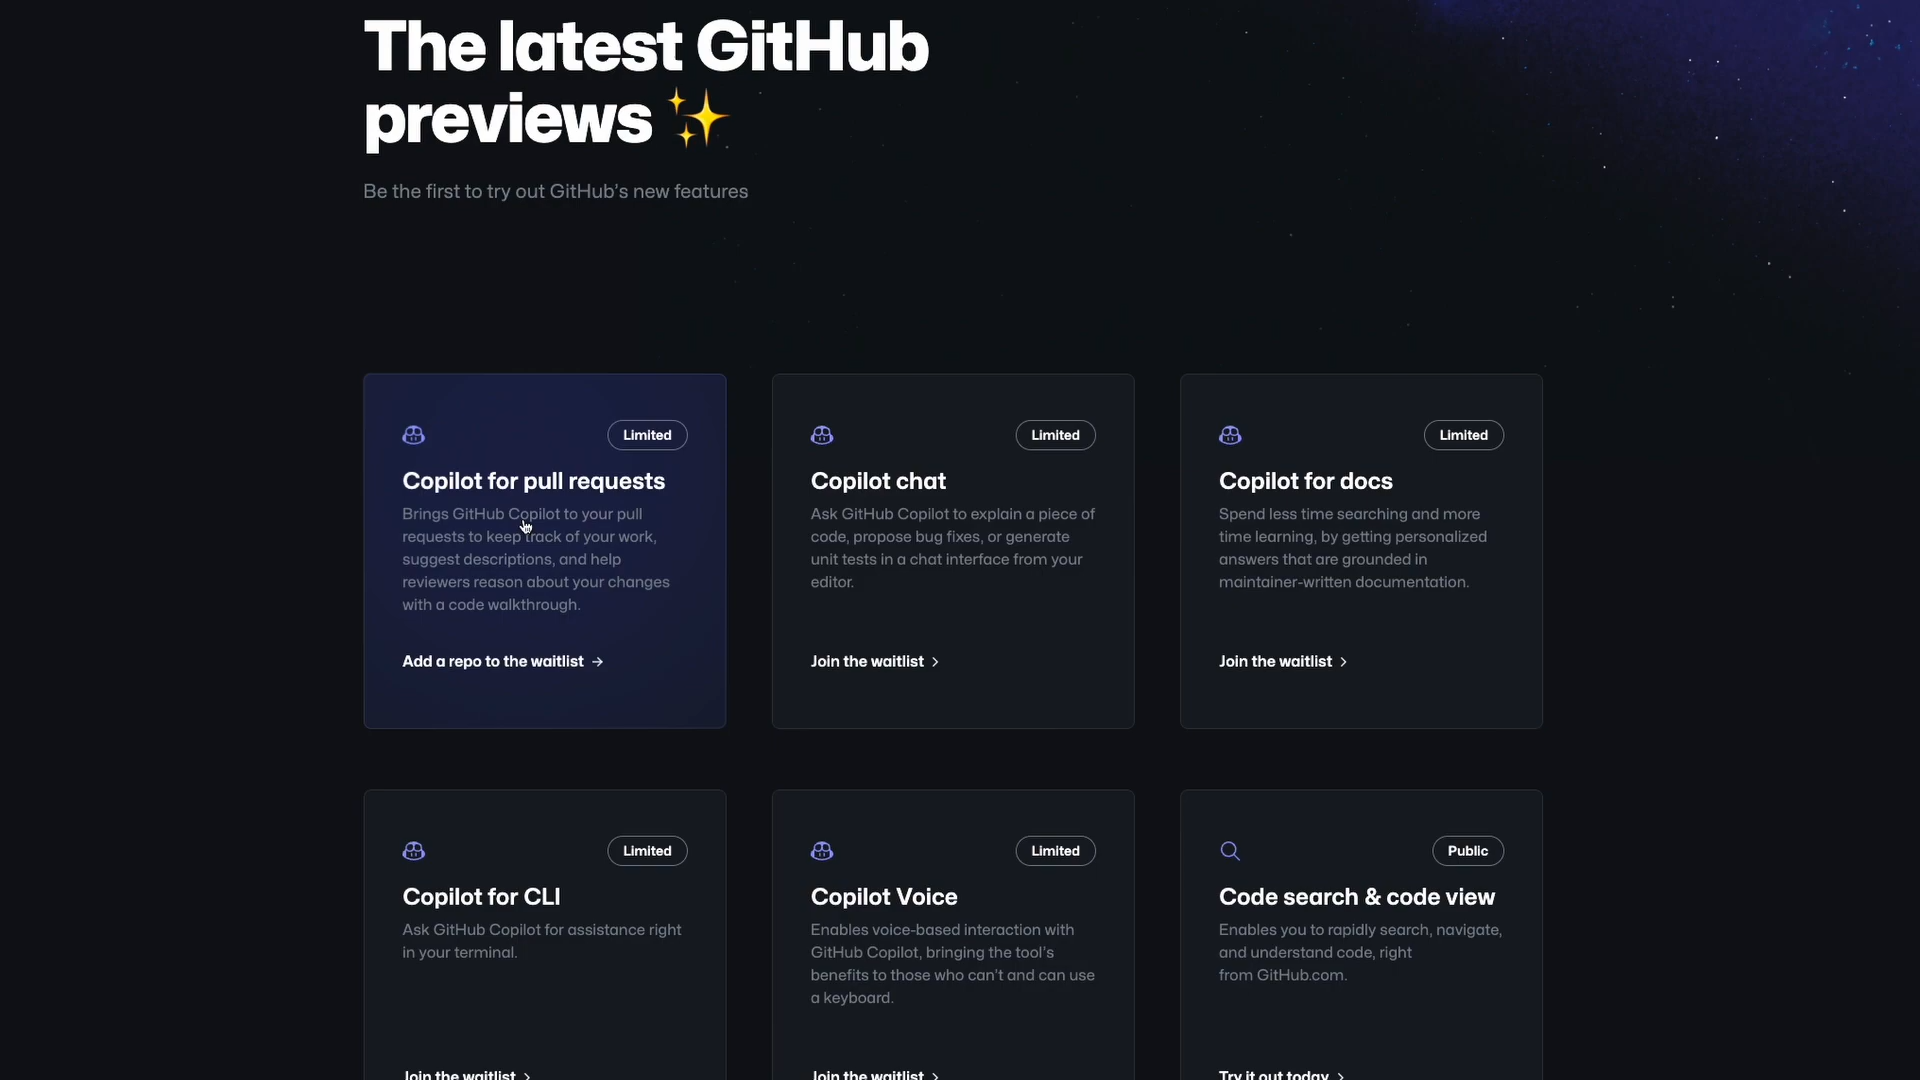 The latest GitHub
previews ✨
Be the first to try out GitHub's new features
Limited
Copilot for pull requests
Brings GitHub Copilot to your pull
requests to keep track of your work,
suggest descriptions, and help
reviewers reason about your changes
with a code walkthrough.
Add a repo to the waitlist →
Limited
Copilot chat
Ask GitHub Copilot to explain a piece of
code, propose bug fixes, or generate
unit tests in a chat interface from your
editor.
Join the waitlist >
Limited
Copilot for docs
Spend less time searching and more
time learning, by getting personalized
answers that are grounded in
maintainer-written documentation.
Join the waitlist >
Limited
Copilot for CLI
Ask GitHub Copilot for assistance right
in your terminal.
Join the waitlist >
Limited
Copilot Voice
Enables voice-based interaction with
GitHub Copilot, bringing the tool's
benefits to those who can't and can use
a keyboard.
Join the waitlist >
Public
Code search & code view
Enables you to rapidly search, navigate,
and understand code, right
from GitHub.com.
Try it out today >